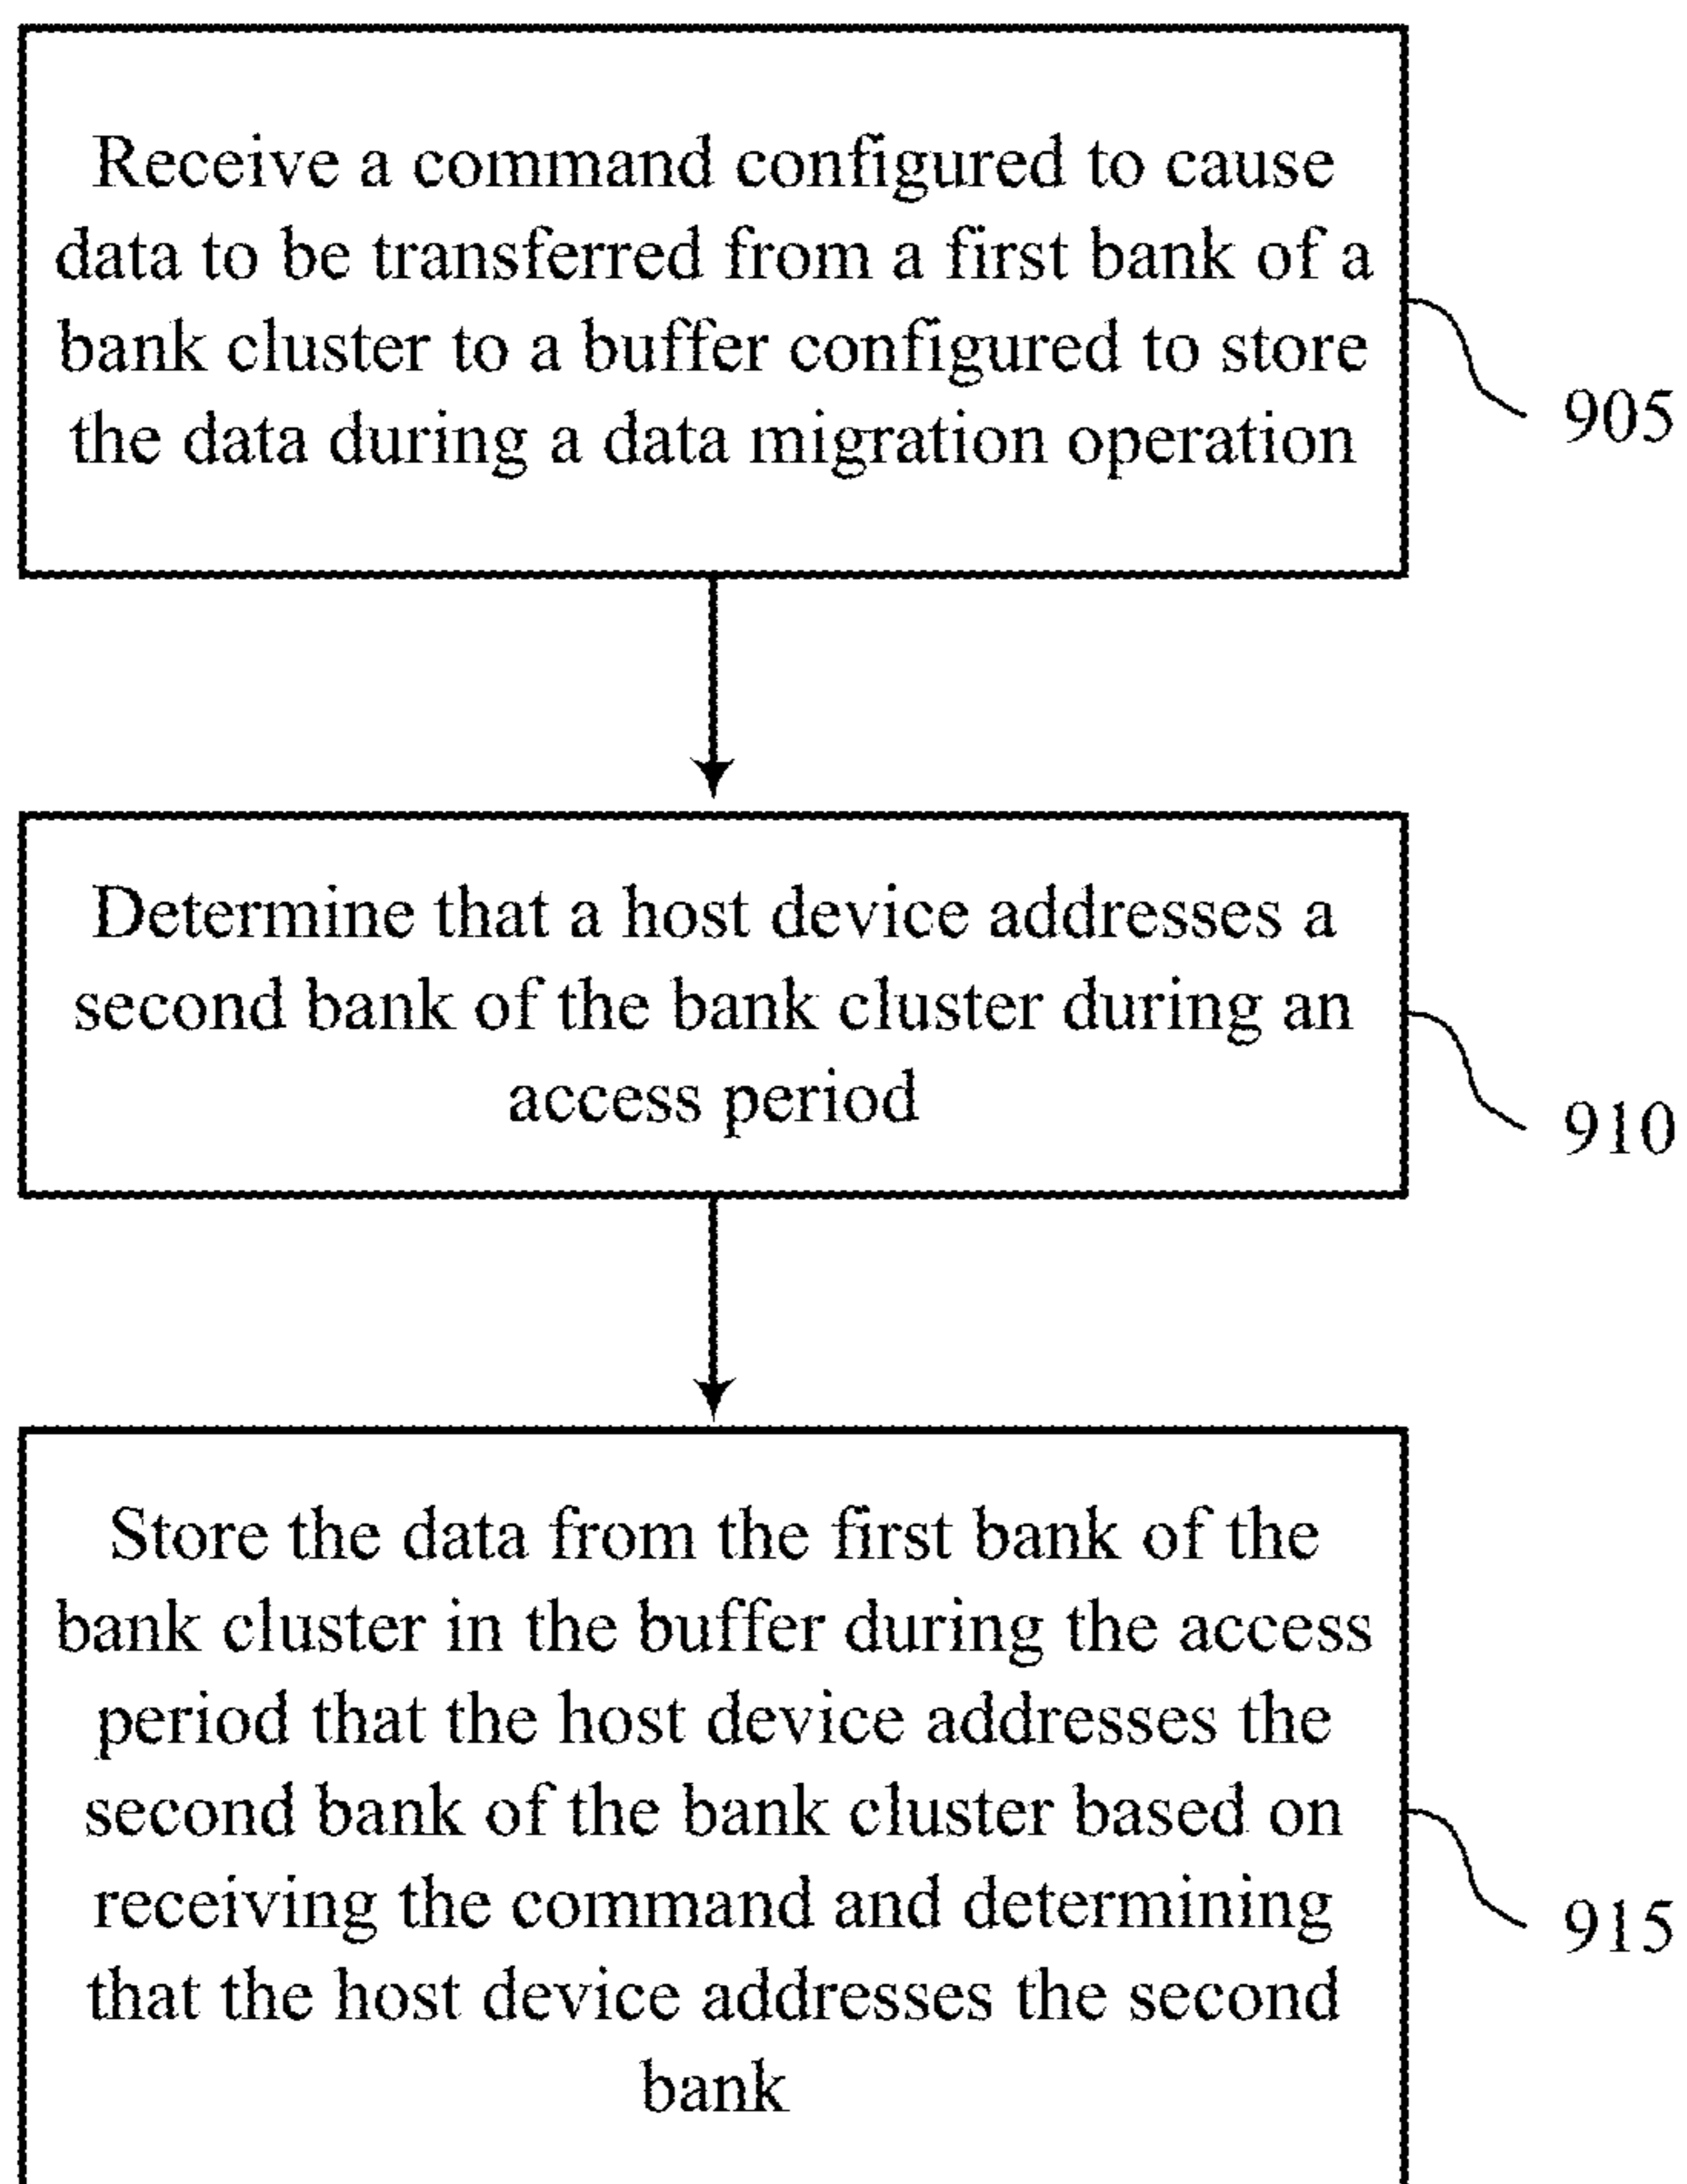 Receive a command configured to cause
data to be transferred from a first bank of a
bank cluster to a buffer configured to store
the data during a data migration operation
905
Determine that a host device addresses a
second bank of the bank cluster during an
access period
910
Store the data from the first bank of the
bank cluster in the buffer during the access
period that the host device addresses the
second bank of the bank cluster based on
receiving the command and determining
that the host device addresses the second
bank
915